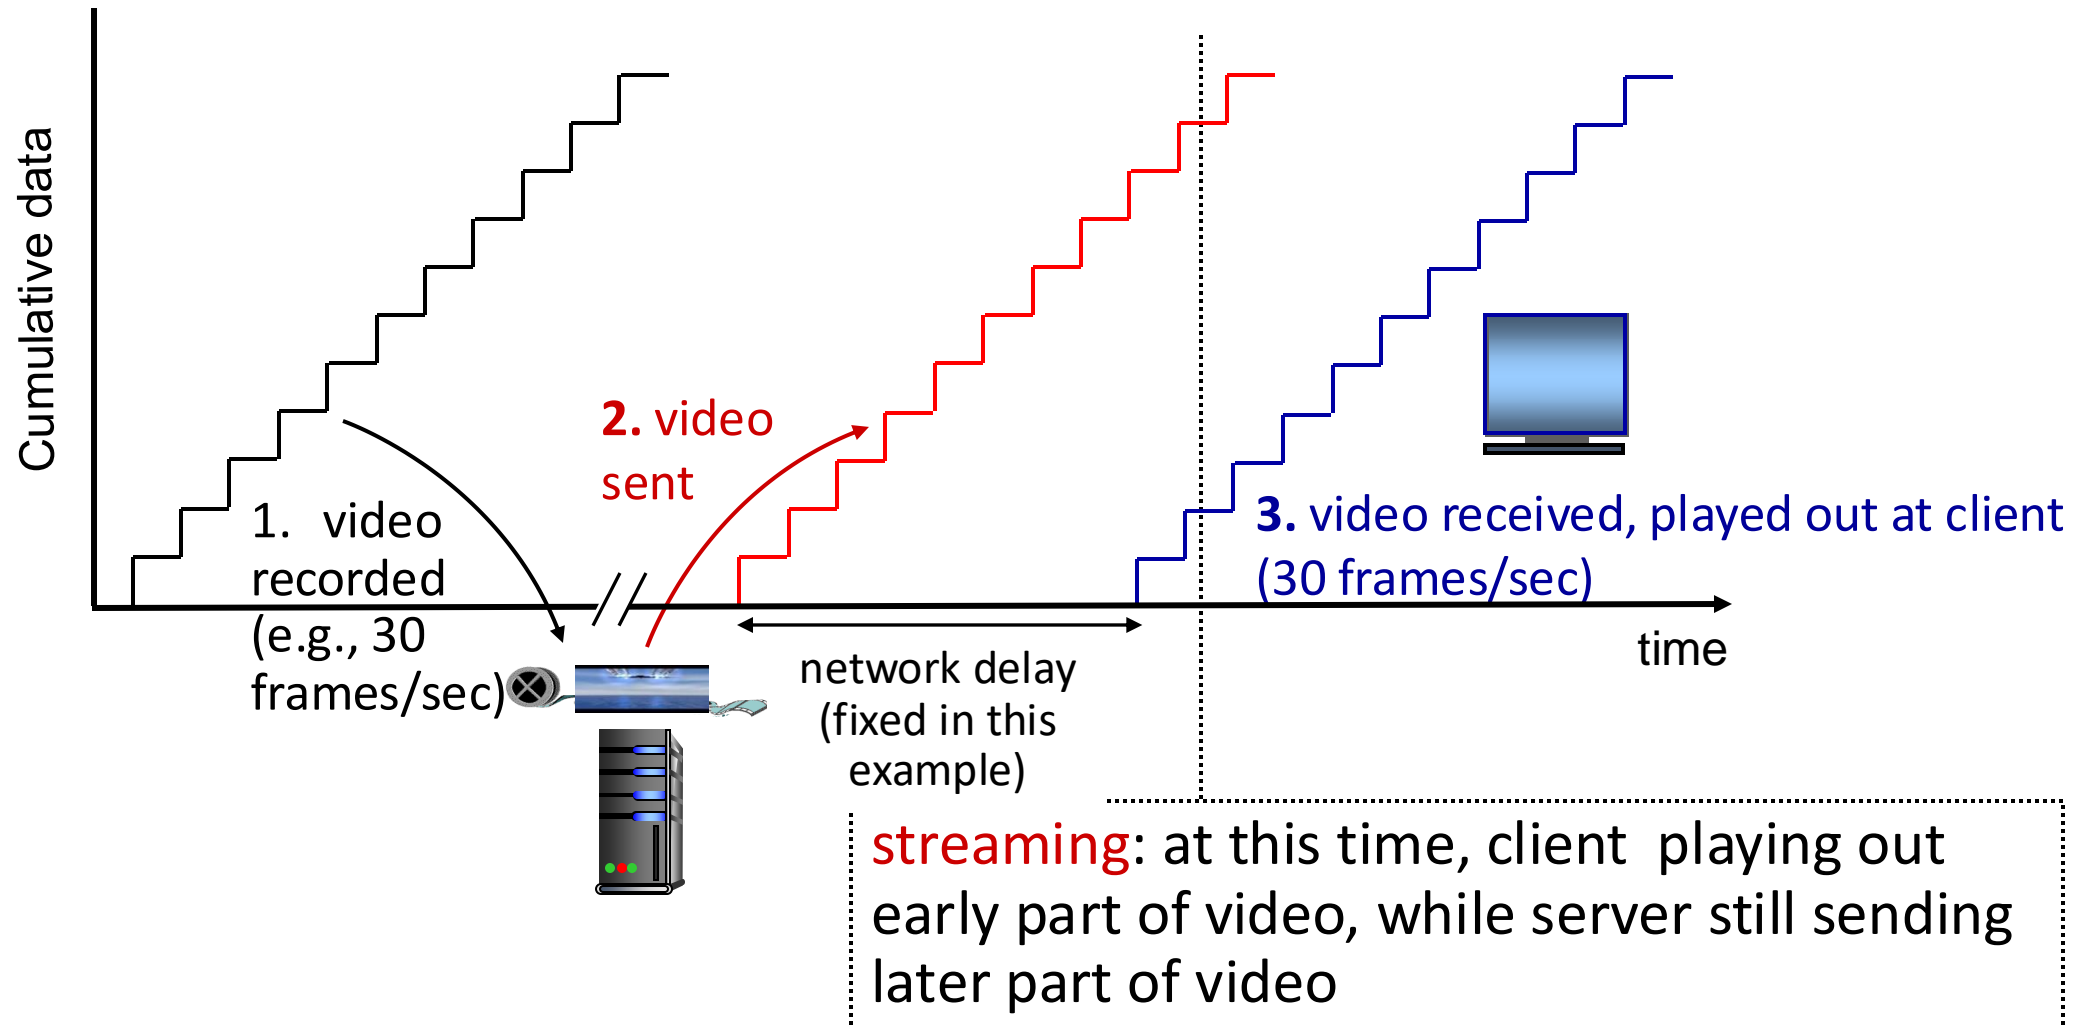 Cumulative data
1. video
recorded
(e.g., 30
frames/sec)
2. video
sent
3. video received, played out at client
(30 frames/sec)
time
network delay
(fixed in this
example)
streaming: at this time, client playing out
early part of video, while server still sending
later part of video